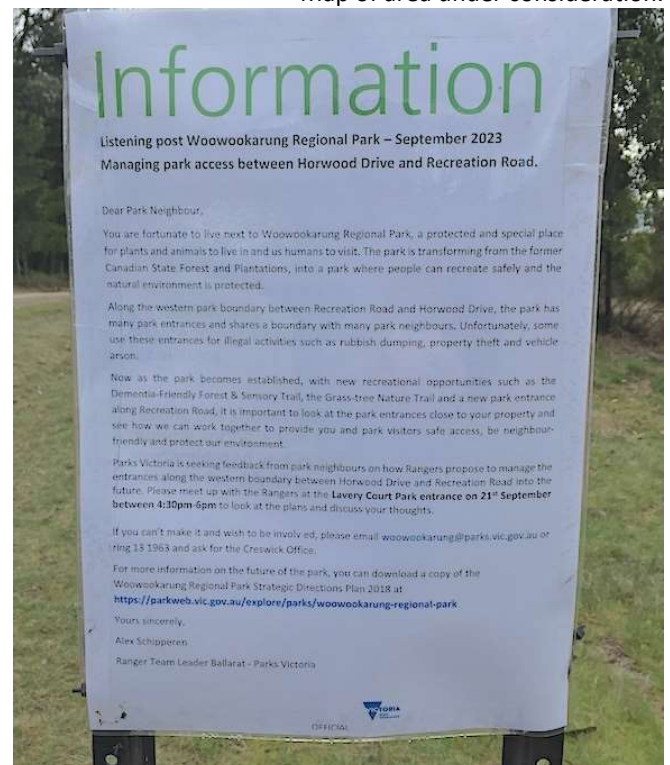 Map of area under consideration.
Information
Listening post Woowookarung Regional Park – September 2023
Managing park access between Horwood Drive and Recreation Road.
Dear Park Neighbour,
You are fortunate to live next to Woowookarung Regional Park, a protected and special place
for plants and animals to live in and us humans to visit. The park is transforming from the former
Canadian State Forest and Plantations, into a park where people can recreate safely and the
natural environment is protected.
Along the western park boundary between Recreation Road and Horwood Drive, the park has
many park entrances and shares a boundary with many park neighbours. Unfortunately, some
use these entrances for illegal activities such as rubbish dumping, property theft and vehicle
arson.
Now as the park becomes established, with new recreational opportunities such as the
Dementia-Friendly Forest & Sensory Trail, the Grass-tree Nature Trail and a new park entrance
along Recreation Road, it is important to look at the park entrances close to your property and
see how we can work together to provide you and park visitors safe access, be neighbour-
friendly and protect our environment.
Parks Victoria is seeking feedback from park neighbours on how Rangers propose to manage the
entrances along the western boundary between Horwood Drive and Recreation Road into the
future. Please meet up with the Rangers at the Lavery Court Park entrance on 21st September
between 4:30pm-6pm to look at the plans and discuss your thoughts.
If you can't make it and wish to be involved, please email woowookarung@parks.vic.gov.au or
ring 13 1963 and ask for the Creswick Office.
For more information on the future of the park, you can download a copy of the
Woowookarung Regional Park Strategic Directions Plan 2018 at
https://parkweb.vic.gov.au/explore/parks/woowookarung-regional-park
Yours sincerely,
Alex Schipperen
Ranger Team Leader Ballarat - Parks Victoria
VICTORIA
OFFICIAL